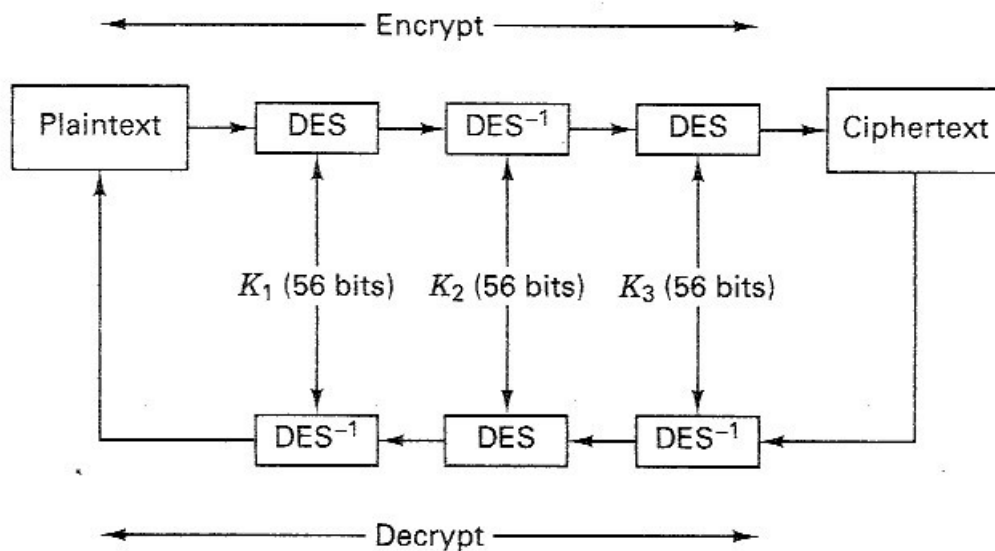 Encrypt
Plaintext
DES
DES⁻¹
DES
Ciphertext
K₁ (56 bits)
K₂ (56 bits)
K₃ (56 bits)
DES⁻¹
DES
DES⁻¹
Decrypt